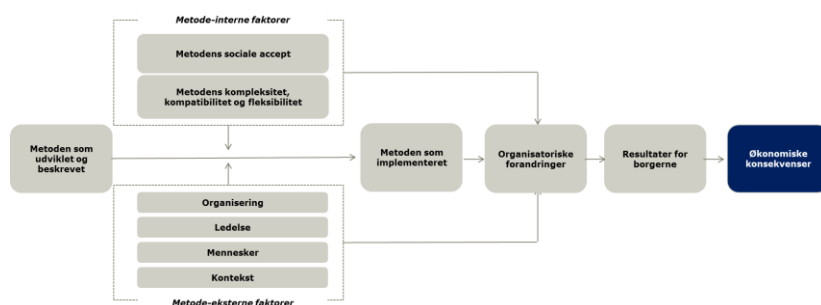 Metode-interne faktorer
Metodens sociale accept
Metodens kompleksitet,
kompatibilitet og fleksibilitet
Metoden som
udviklet og
beskrevet
Metoden som
implementeret
Organisatoriske
forandringer
Resultater for
borgerne
Økonomiske
konsekvenser
Organisering
Ledelse
Mennesker
Kontekst
Metode-eksterne faktorer